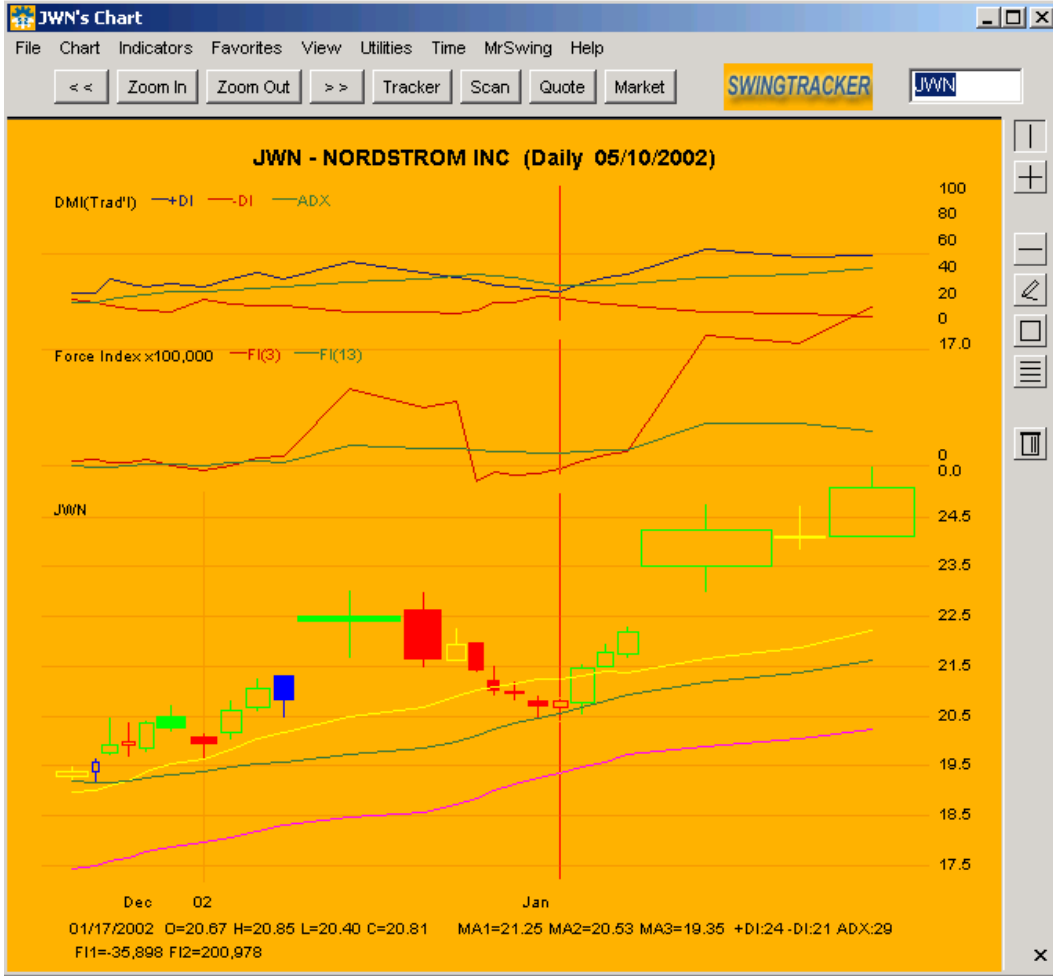 JWN's Chart
File Chart Indicators Favorites View Utilities Time MrSwing Help
<< Zoom In Zoom Out >> Tracker Scan Quote Market SWINGTRACKER JWN
JWN - NORDSTROM INC (Daily 05/10/2002)
DMI(Trad'l) +DI -DI ADX
100
80
60
40
20
0
17.0
Force Index x100,000 FI(3) FI(13)
0
0.0
JWN
24.5
23.5
22.5
21.5
20.5
19.5
18.5
17.5
Dec 02 Jan
01/17/2002 O=20.67 H=20.85 L=20.40 C=20.81 MA1=21.25 MA2=20.53 MA3=19.35 +DI:24 -DI:21 ADX:29
FI1=-35,898 FI2=200,978